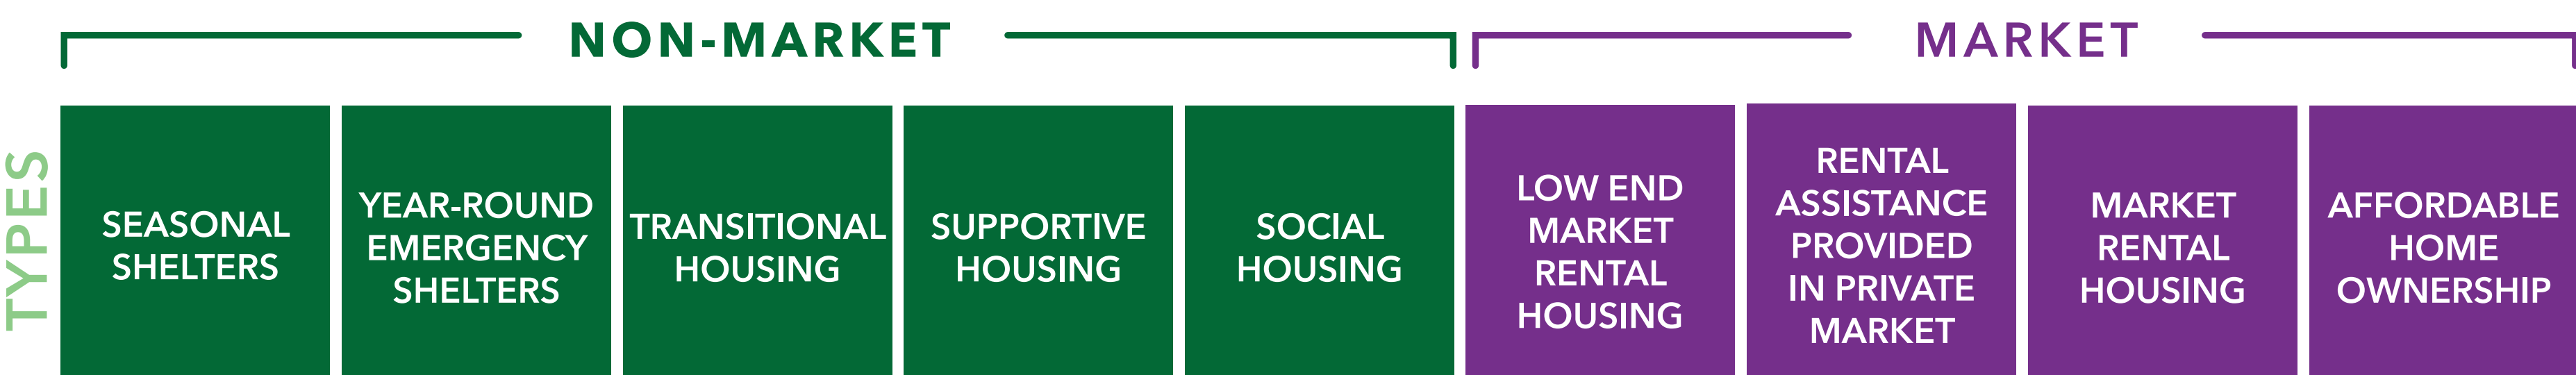 NON-MARKET
MARKET
TYPES
SEASONAL
SHELTERS
YEAR-ROUND
EMERGENCY
SHELTERS
TRANSITIONAL
HOUSING
SUPPORTIVE
HOUSING
SOCIAL
HOUSING
LOW END
MARKET
RENTAL
HOUSING
RENTAL
ASSISTANCE
PROVIDED
IN PRIVATE
MARKET
MARKET
RENTAL
HOUSING
AFFORDABLE
HOME
OWNERSHIP